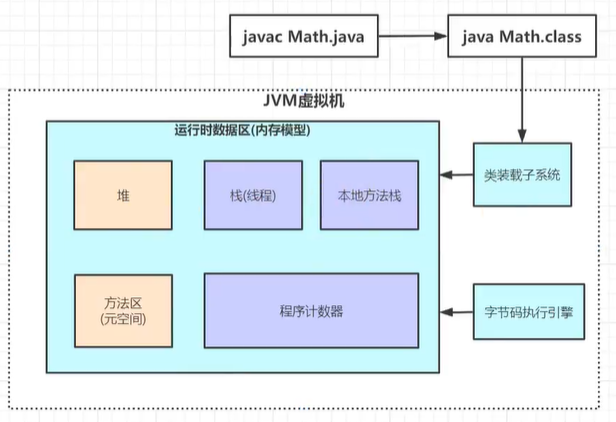 javac Math.java
java Math.class
JVM虚拟机
运行时数据区(内存模型)
堆
栈(线程)
本地方法栈
类装载子系统
方法区
(元空间)
程序计数器
字节码执行引擎